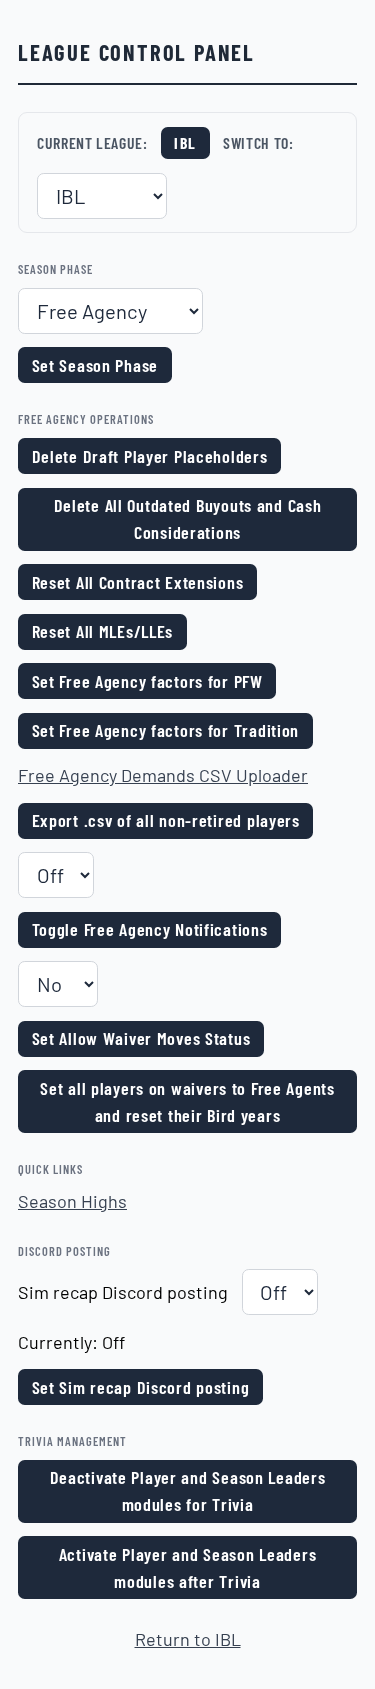 LEAGUE CONTROL PANEL
CURRENT LEAGUE: IBL SWITCH TO:
IBL
SEASON PHASE
Free Agency
Set Season Phase
FREE AGENCY OPERATIONS
Delete Draft Player Placeholders
Delete All Outdated Buyouts and Cash
Considerations
Reset All Contract Extensions
Reset All MLEs/LLEs
Set Free Agency factors for PFW
Set Free Agency factors for Tradition
Free Agency Demands CSV Uploader
Export .csv of all non-retired players
Off
Toggle Free Agency Notifications
No
Set Allow Waiver Moves Status
Set all players on waivers to Free Agents
and reset their Bird years
QUICK LINKS
Season Highs
DISCORD POSTING
Sim recap Discord posting Off
Currently: Off
Set Sim recap Discord posting
TRIVIA MANAGEMENT
Deactivate Player and Season Leaders
modules for Trivia
Activate Player and Season Leaders
modules after Trivia
Return to IBL